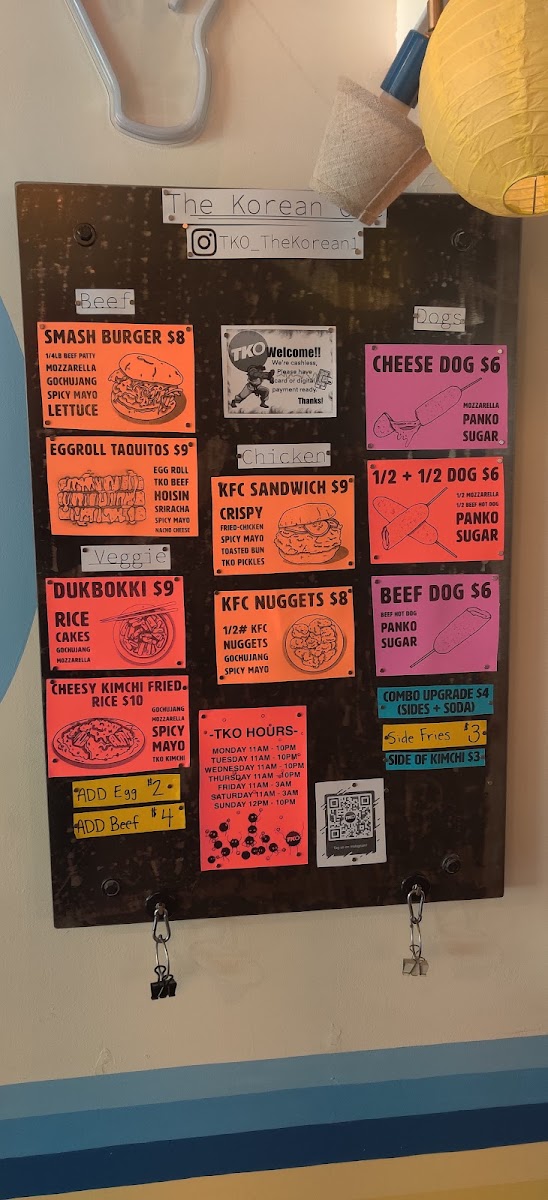 The Korean
TKO_TheKorean1
Beef
SMASH BURGER $8
1/4LB BEEF PATTY
MOZZARELLA
GOCHUJANG
SPICY MAYO
LETTUCE
EGGROLL TAQUITOS $9
EGG ROLL
TKO BEEF
HOISIN
SRIRACHA
SPICY MAYO
NACHO CHEESE
Veggie
DUKBOKKI $9
RICE
CAKES
GOCHUJANG
MOZZARELLA
CHEESY KIMCHI FRIED
RICE $10
GOCHUJANG
MOZZARELLA
SPICY
MAYO
TKO KIMCHI
ADD Egg $2
ADD Beef $4
TKO
Welcome!!
We're cashless,
Please have
card or digital
payment ready.
Thanks!
Chicken
KFC SANDWICH $9
CRISPY
FRIED-CHICKEN
SPICY MAYO
TOASTED BUN
TKO PICKLES
KFC NUGGETS $8
1/2# KFC
NUGGETS
GOCHUJANG
SPICY MAYO
-TKO HOURS-
MONDAY 11AM - 10PM
TUESDAY 11AM - 10PM
WEDNESDAY 11AM - 10PM
THURSDAY 11AM - 10PM
FRIDAY 11AM - 3AM
SATURDAY 11AM - 3AM
SUNDAY 12PM - 10PM
TKO
TKO
Dogs
CHEESE DOG $6
MOZZARELLA
PANKO
SUGAR
1/2 + 1/2 DOG $6
1/2 MOZZARELLA
1/2 BEEF HOT DOG
PANKO
SUGAR
BEEF DOG $6
BEEF HOT DOG
PANKO
SUGAR
COMBO UPGRADE $4
(SIDES + SODA)
Side Fries $3
SIDE OF KIMCHI $3